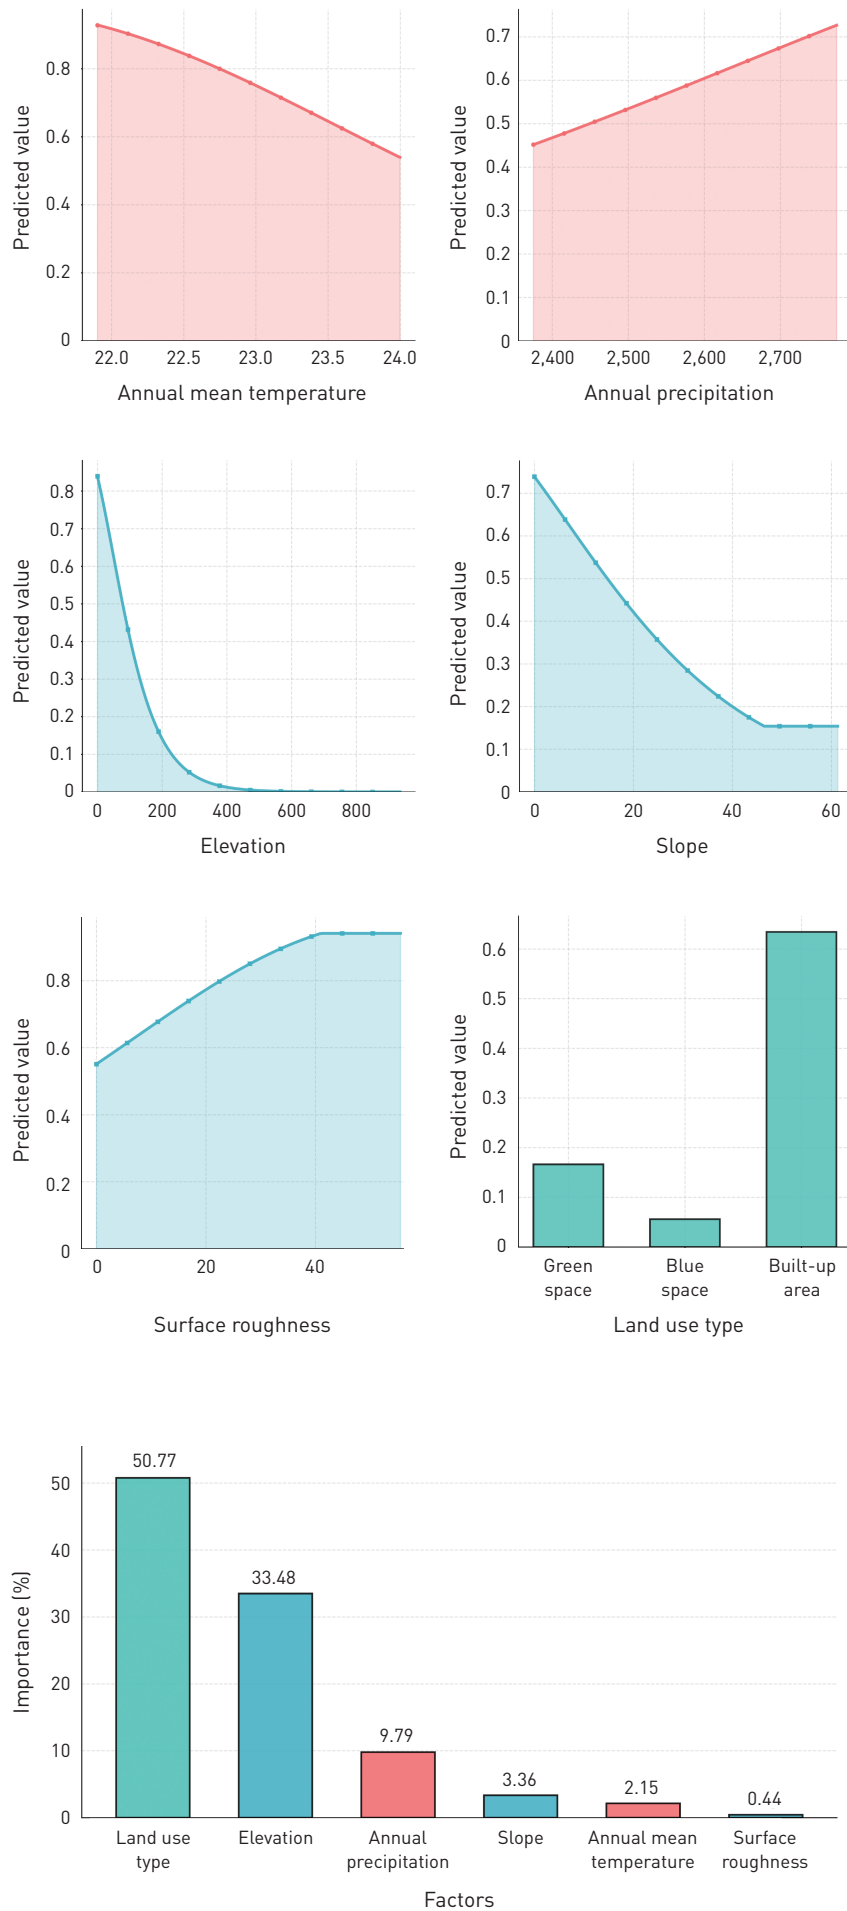 Predicted value
0.8
0.6
0.4
0.2
0
22.0 22.5 23.0 23.5 24.0
Annual mean temperature
Predicted value
0.7
0.6
0.5
0.4
0.3
0.2
0.1
0
2,400 2,500 2,600 2,700
Annual precipitation
Predicted value
0.8
0.7
0.6
0.5
0.4
0.3
0.2
0.1
0
0 200 400 600 800
Elevation
Predicted value
0.7
0.6
0.5
0.4
0.3
0.2
0.1
0
0 20 40 60
Slope
Predicted value
0.8
0.6
0.4
0.2
0
0 20 40
Surface roughness
Predicted value
0.6
0.5
0.4
0.3
0.2
0.1
0
Green
space
Blue
space
Built-up
area
Land use type
Importance (%)
50
40
30
20
10
0
50.77
33.48
9.79
3.36
2.15
0.44
Land use
type
Elevation
Annual
precipitation
Slope
Annual mean
temperature
Surface
roughness
Factors